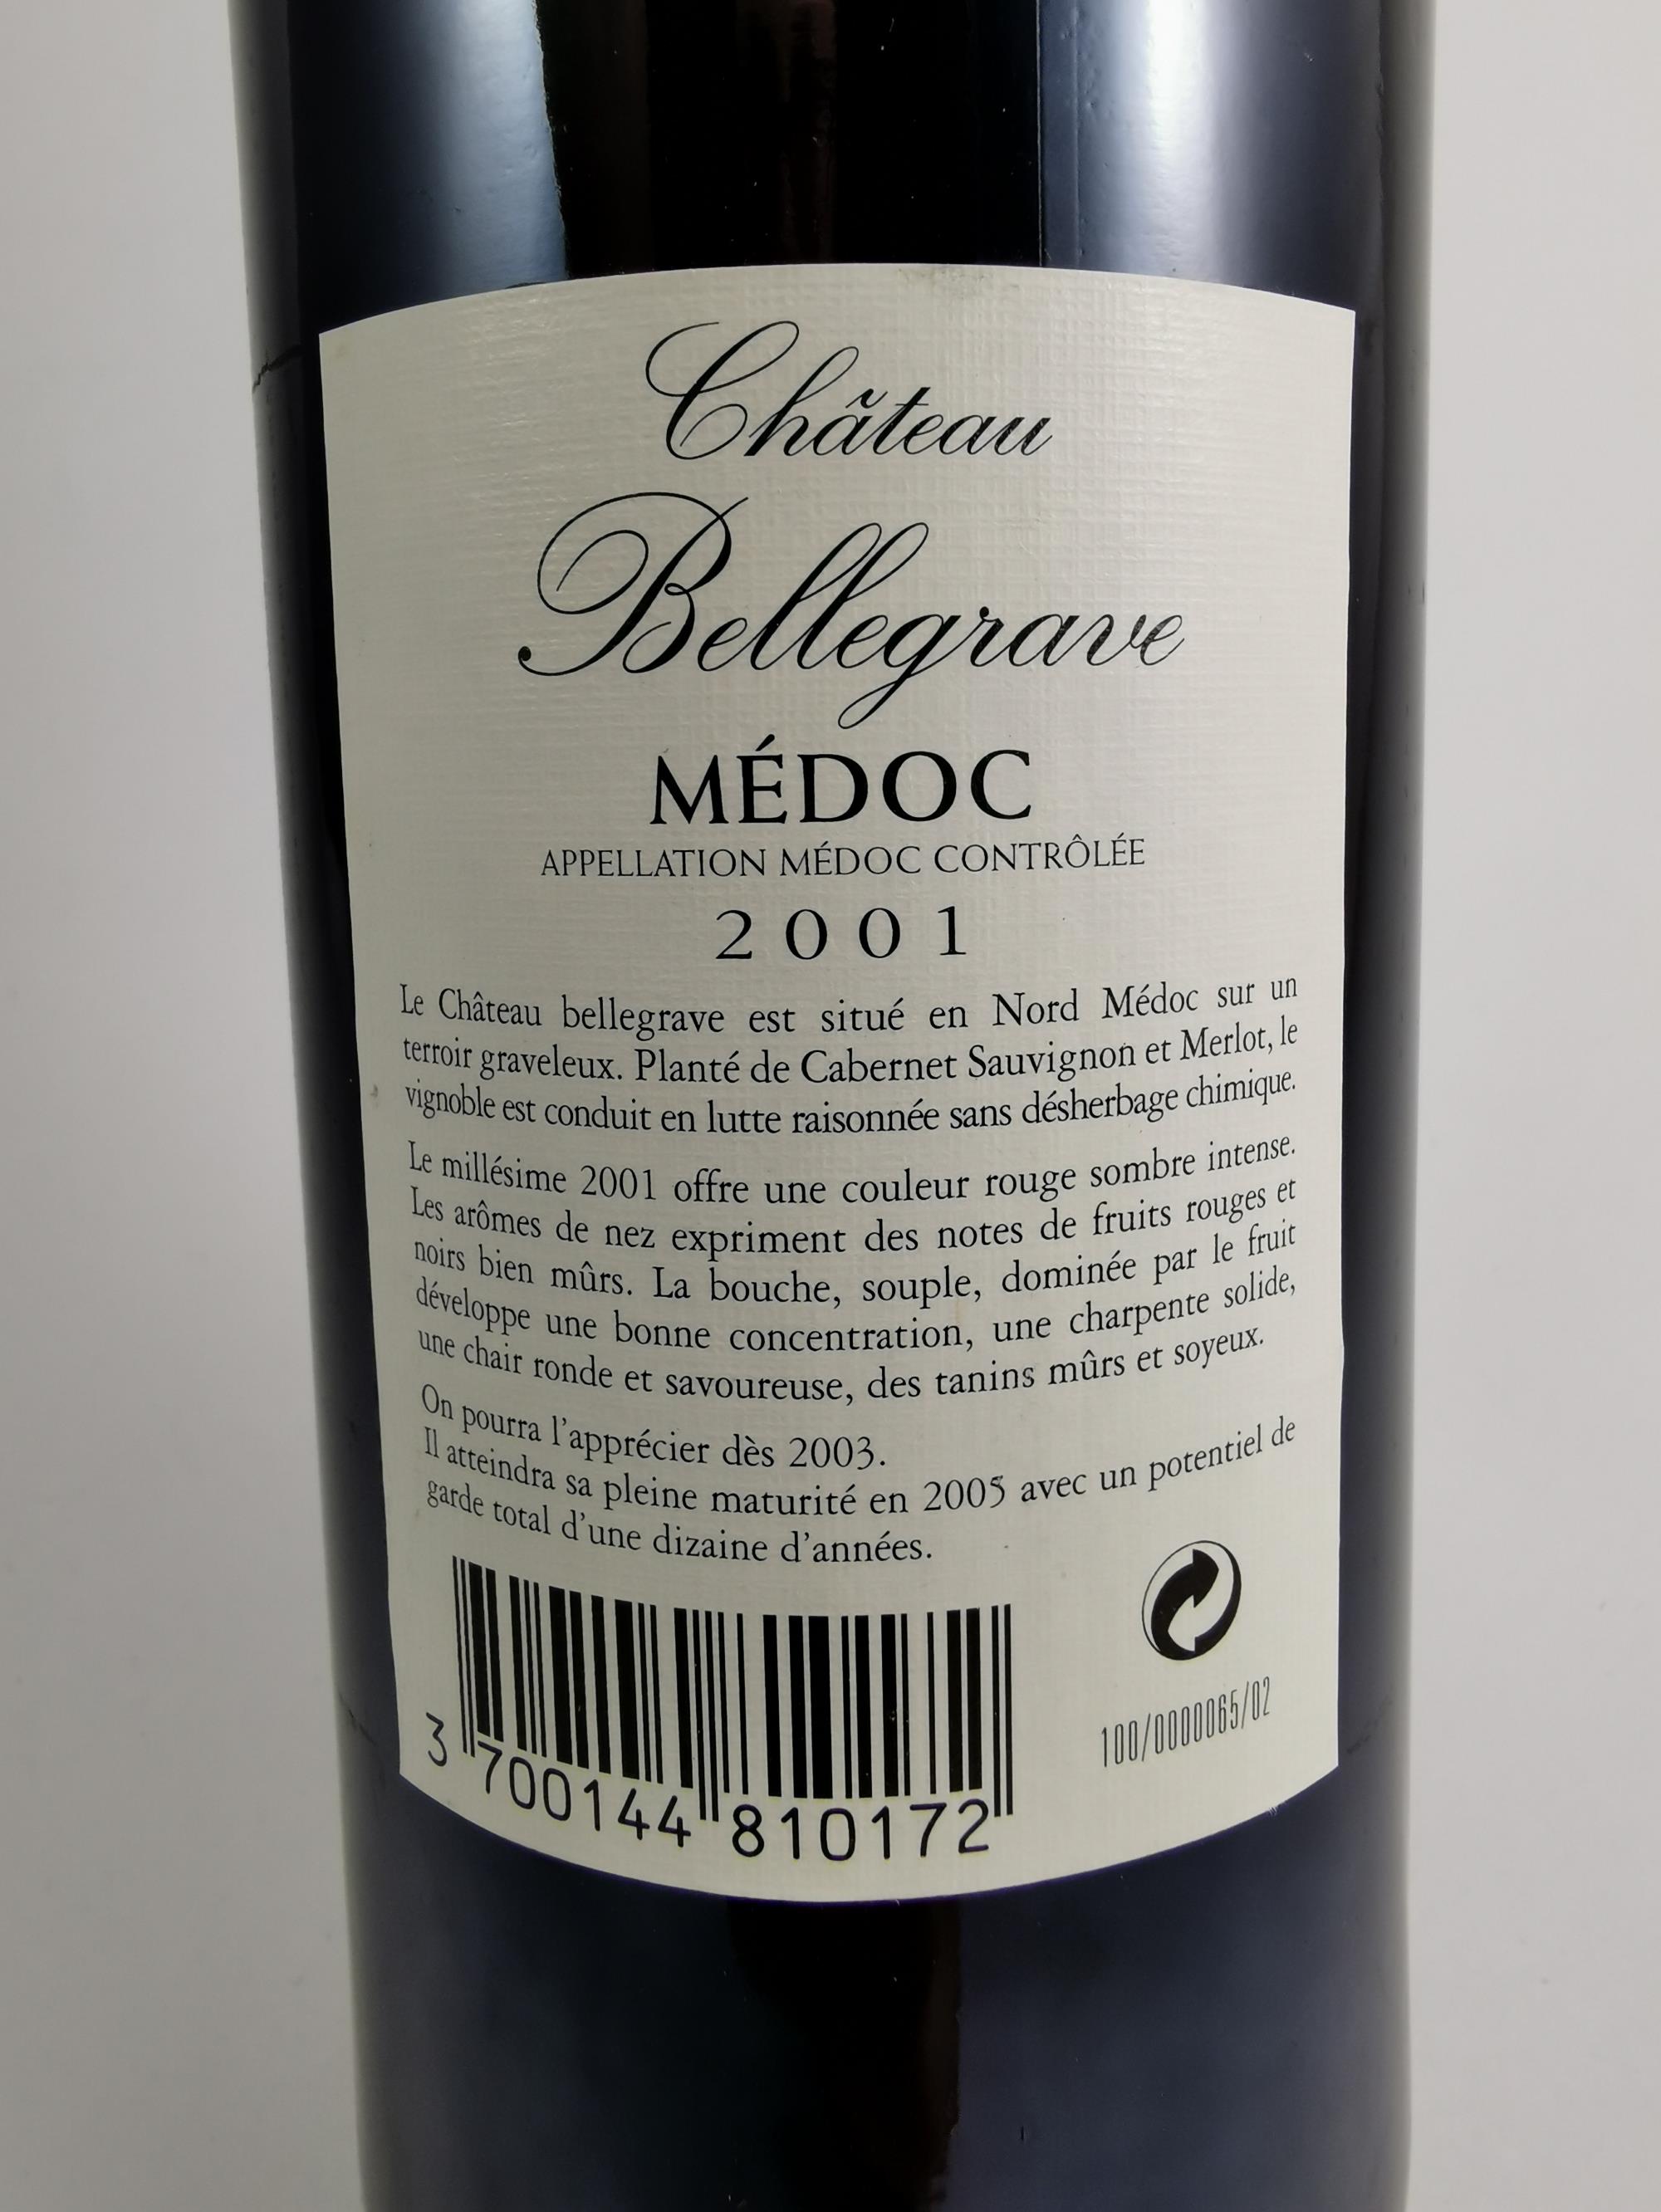 Château
Bellegrave
MÉDOC
APPELLATION MÉDOC CONTRÔLÉE
2001
Le Château bellegrave est situé en Nord Médoc sur un
terroir graveleux. Planté de Cabernet Sauvignon et Merlot, le
vignoble est conduit en lutte raisonnée sans désherbage chimique.
Le millésime 2001 offre une couleur rouge sombre intense.
Les arômes de nez expriment des notes de fruits rouges et
noirs bien mûrs. La bouche, souple, dominée par le fruit
développe une bonne concentration, une charpente solide,
une chair ronde et savoureuse, des tanins mûrs et soyeux.
On pourra l'apprécier dès 2003.
Il atteindra sa pleine maturité en 2005 avec un potentiel de
garde total d'une dizaine d'années.
3 700144 810172
100/0000065/02